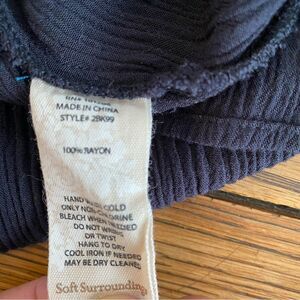 MADE IN CHINA
STYLE# 2BK99
100% RAYON
HAND WASH COLD
ONLY NON-CHLORINE
BLEACH WHEN NEEDED
DO NOT WRING
OR TWIST
HANG TO DRY
COOL IRON IF NEEDED
MAY BE DRY CLEANED
Soft Surroundings